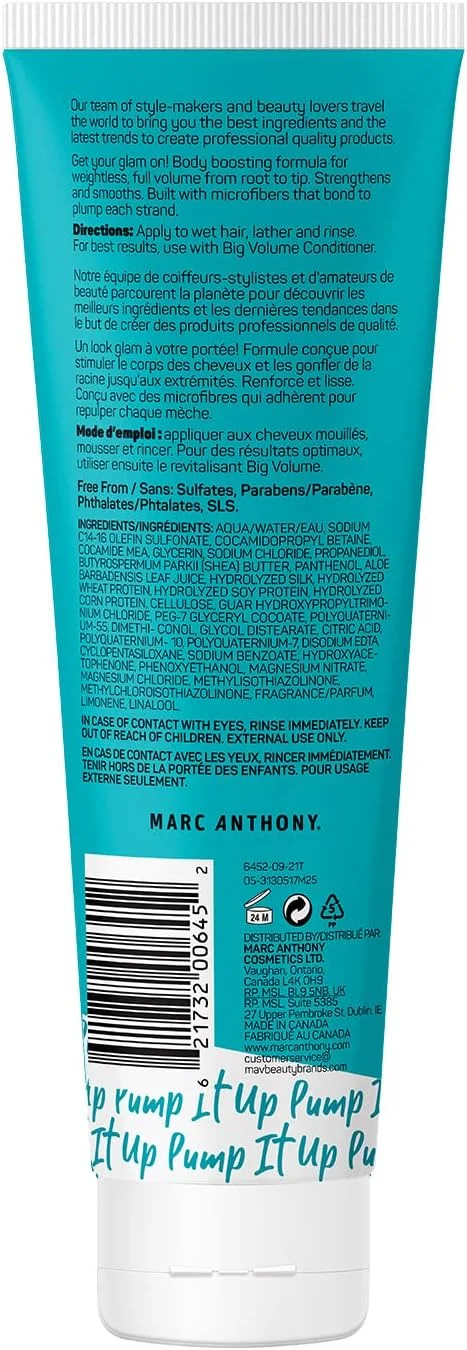 Our team of style-makers and beauty lovers travel
the world to bring you the best ingredients and the
latest trends to create professional quality products.
Get your glam on! Body boosting formula for
weightless, full volume from root to tip. Strengthens
and smooths. Built with microfibers that bond to
plump each strand.
Directions: Apply to wet hair, lather and rinse.
For best results, use with Big Volume Conditioner.
Notre équipe de coiffeurs-stylistes et d'amateurs de
beauté parcourent la planète pour découvrir les
meilleurs ingrédients et les dernières tendances dans
le but de créer des produits professionnels de qualité.
Un look glam à votre portée! Formule conçue pour
stimuler le corps des cheveux et les gonfler de la
racine jusqu'aux extrémités. Renforce et lisse.
Conçu avec des microfibres qui adhèrent pour
repulper chaque mèche.
Mode d'emploi : appliquer aux cheveux mouillés,
mousser et rincer. Pour des résultats optimaux,
utiliser ensuite le revitalisant Big Volume.
Free From / Sans: Sulfates, Parabens/Parabène,
Phthalates/Phtalates, SLS.
INGREDIENTS/INGRÉDIENTS: AQUA/WATER/EAU, SODIUM
C14-16 OLEFIN SULFONATE, COCAMIDOPROPYL BETAINE,
COCAMIDE MEA, GLYCERIN, SODIUM CHLORIDE, PROPANEDIOL,
BUTYROSPERMUM PARKII (SHEA) BUTTER, PANTHENOL, ALOE
BARBADENSIS LEAF JUICE, HYDROLYZED SILK, HYDROLYZED
WHEAT PROTEIN, HYDROLYZED SOY PROTEIN, HYDROLYZED
CORN PROTEIN, CELLULOSE, GUAR HYDROXYPROPYLTRIMO-
NIUM CHLORIDE, PEG-7 GLYCERYL COCOATE, POLYQUATERN-
IUM-55, DIMETHI- CONOL, GLYCOL DISTEARATE, CITRIC ACID,
POLYQUATERNIUM- 10, POLYQUATERNIUM-7, DISODIUM EDTA
CYCLOPENTASILOXANE, SODIUM BENZOATE, HYDROXYACE-
TOPHENONE, PHENOXYETHANOL, MAGNESIUM NITRATE,
MAGNESIUM CHLORIDE, METHYLISOTHIAZOLINONE,
METHYLCHLOROISOTHIAZOLINONE, FRAGRANCE/PARFUM,
LIMONENE, LINALOOL.
IN CASE OF CONTACT WITH EYES, RINSE IMMEDIATELY. KEEP
OUT OF REACH OF CHILDREN. EXTERNAL USE ONLY.
EN CAS DE CONTACT AVEC LES YEUX, RINCER IMMÉDIATEMENT.
TENIR HORS DE LA PORTÉE DES ENFANTS. POUR USAGE
EXTERNE SEULEMENT.
MARC ANTHONY®
6 21732 00645 2
6452-09-21T
05-3130517M25
24 M
5
PP
DISTRIBUTED BY/DISTRIBUÉ PAR:
MARC ANTHONY
COSMETICS LTD.
Vaughan, Ontario,
Canada L4K 0H9
RP. MSL, BL9 5NB, UK
RP. MSL, Suite 5385
27 Upper Pembroke St, Dublin, IE
MADE IN CANADA
FABRIQUÉ AU CANADA
www.marcanthony.com
customerservice@
mavbeautybrands.com
Up Pump It Up Pump I
It Up Pump It Up Pu